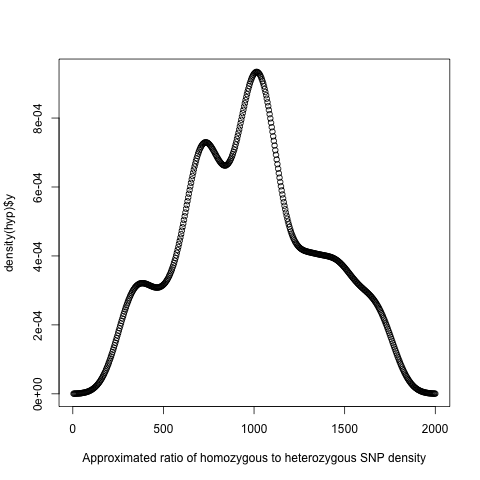 density(hyp)$y
8e-04
6e-04
4e-04
2e-04
0e+00
0 500 1000 1500 2000
Approximated ratio of homozygous to heterozygous SNP density